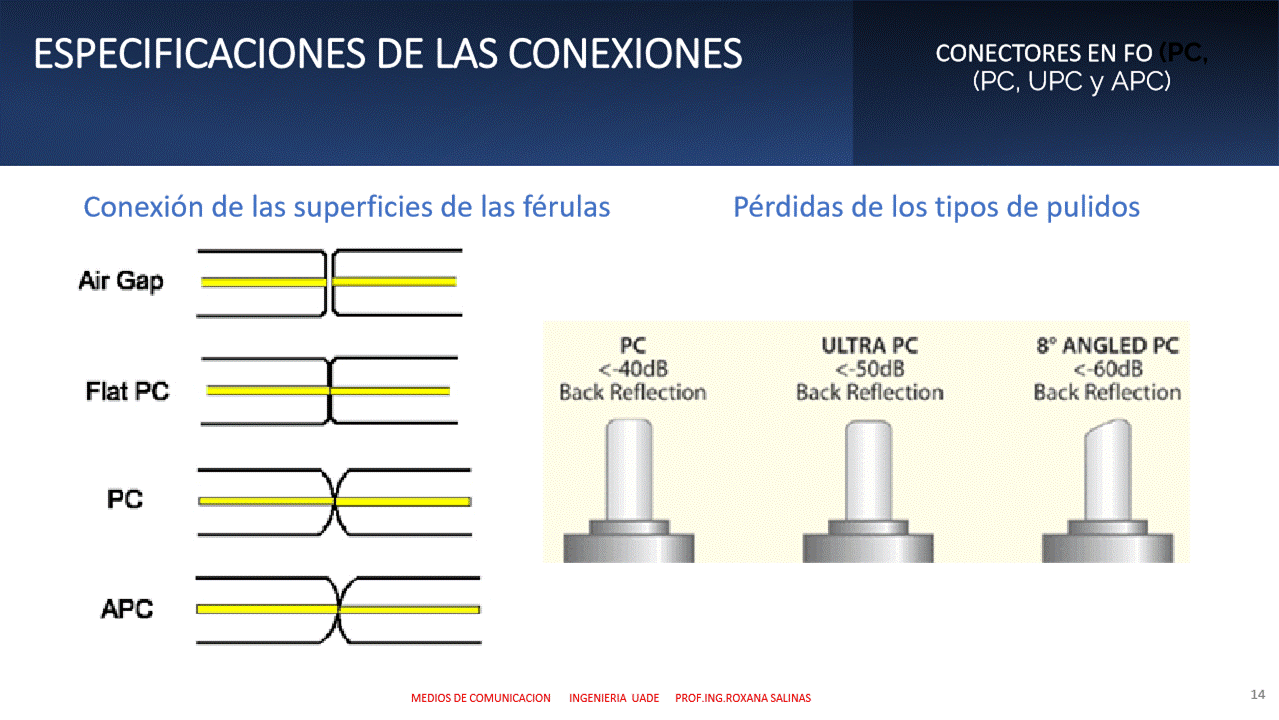 ESPECIFICACIONES DE LAS CONEXIONES
CONECTORES EN FO (PC,
(PC, UPC y APC)
Conexión de las superficies de las férulas
Pérdidas de los tipos de pulidos
Air Gap
Flat PC
PC
APC
PC
<-40dB
Back Reflection
ULTRA PC
<-50dB
Back Reflection
8° ANGLED PC
<-60dB
Back Reflection
MEDIOS DE COMUNICACION INGENIERIA UADE PROF.ING.ROXANA SALINAS
14